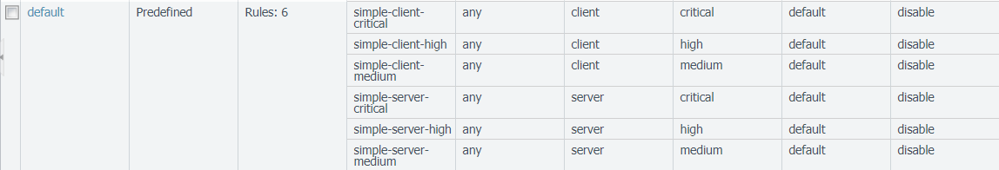 default Predefined Rules: 6 simple-client-critical any client critical default disable
simple-client-high any client high default disable
simple-client-medium any client medium default disable
simple-server-critical any server critical default disable
simple-server-high any server high default disable
simple-server-medium any server medium default disable